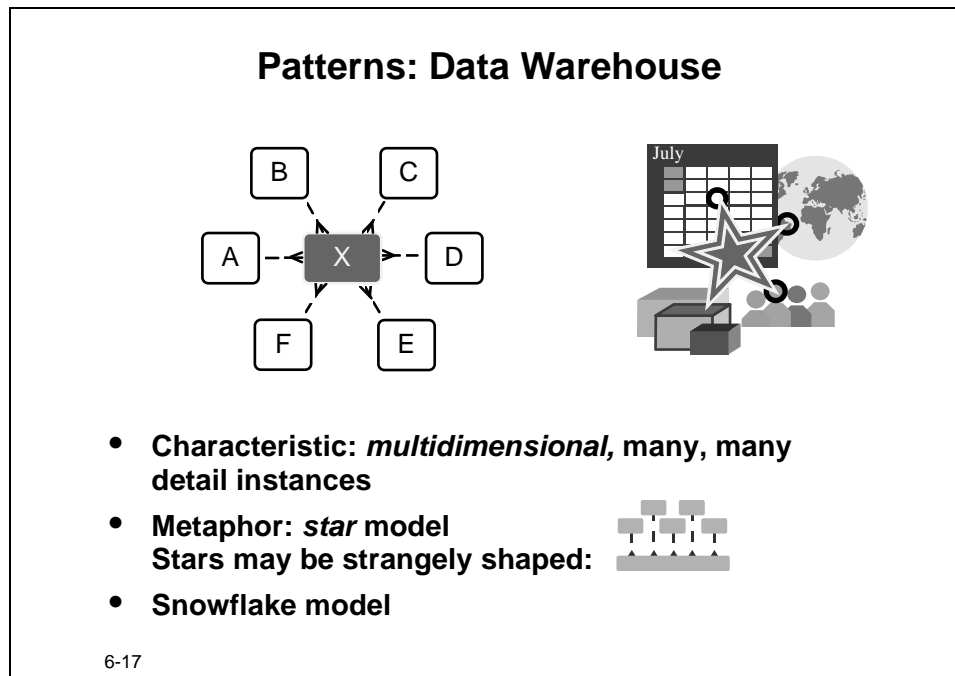 Patterns: Data Warehouse
B
C
July
A
X
D
F
E
• Characteristic: multidimensional, many, many
detail instances
• Metaphor: star model
Stars may be strangely shaped:
• Snowflake model
6-17